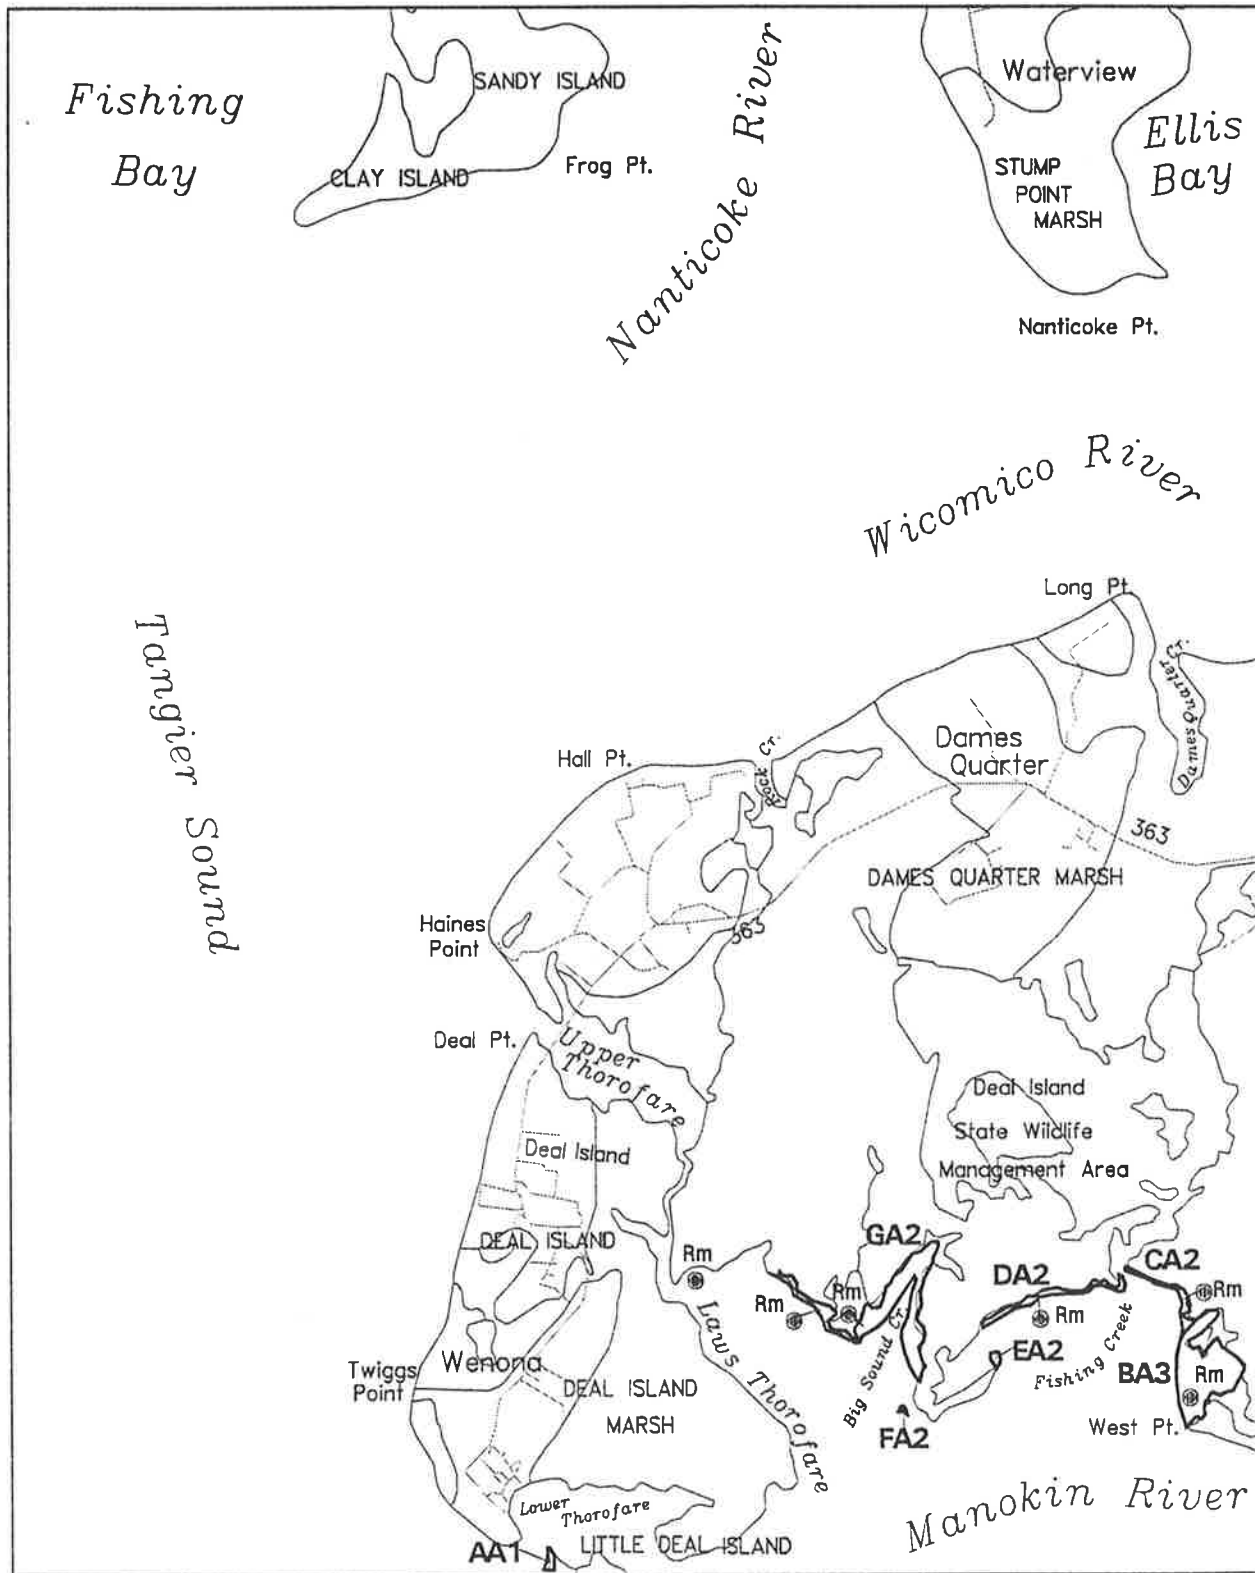 Fishing
Bay
SANDY ISLAND
CLAY ISLAND
Frog Pt.
Nanticoke River
Waterview
Ellis
Bay
STUMP
POINT
MARSH
Nanticoke Pt.
Wicomico River
Long Pt.
Tangier Sound
Dames Quarter Cr.
Hall Pt.
Rock Cr.
Dames
Quarter
363
DAMES QUARTER MARSH
Haines
Point
363
Deal Pt.
Upper
Thorofare
Deal Island
State Wildlife
Management Area
Deal Island
DEAL ISLAND
GA2
Rm
DA2
CA2
Rm
Rm
Rm
Rm
Laws Thorofare
Big Sound Cr.
EA2
Fishing Creek
BA3
Rm
Twiggs
Point
Wenona
DEAL ISLAND
MARSH
FA2
West Pt.
Manokin River
Lower
Thorofare
AA1
LITTLE DEAL ISLAND